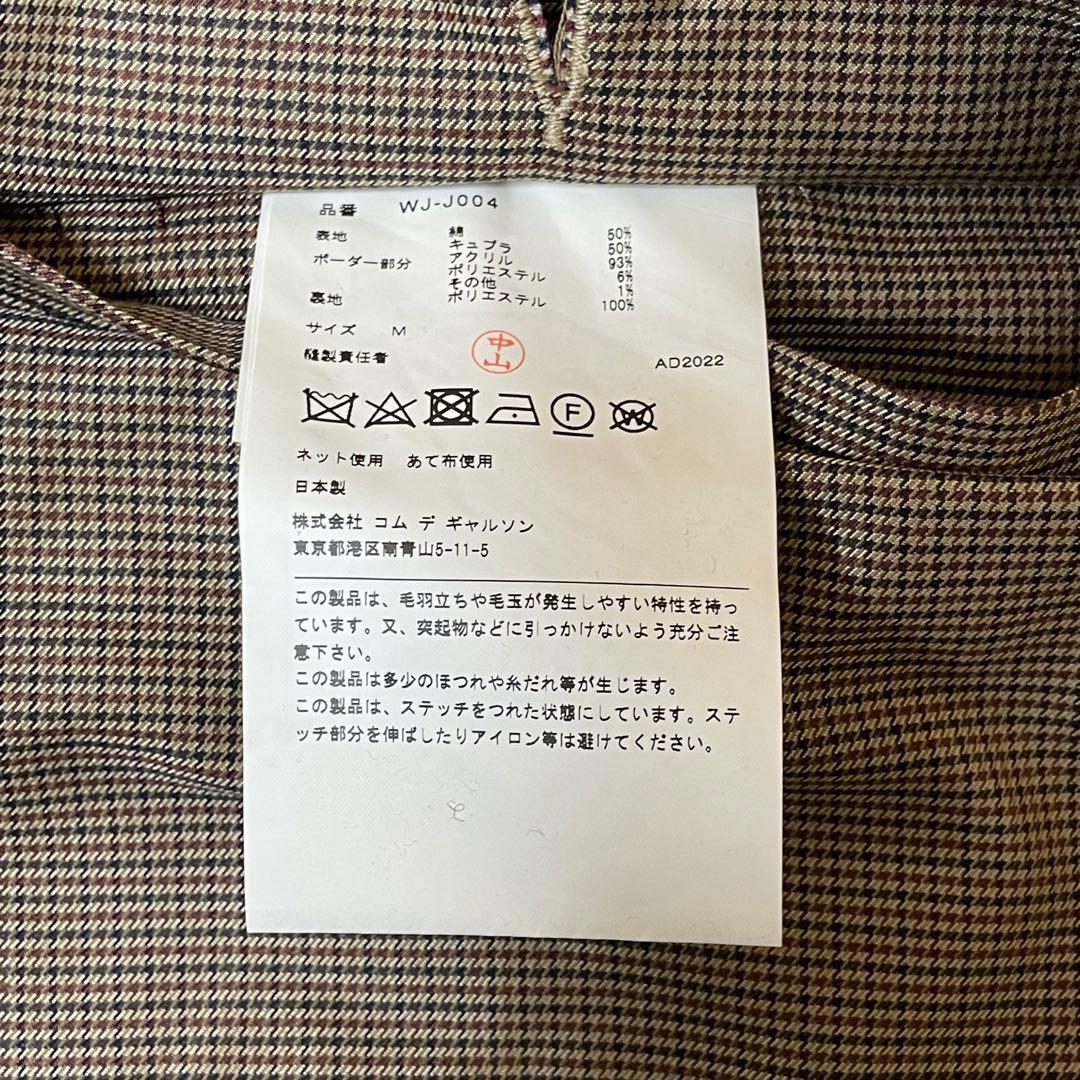 品番 WJ-J004
表地 綿 50%
キュプラ 50%
ボーダー部分 アクリル 93%
ポリエステル 6%
その他 1%
裏地 ポリエステル 100%
サイズ M
縫製責任者 中山 AD2022
F W
ネット使用 あて布使用
日本製
株式会社 コム デ ギャルソン
東京都港区南青山5-11-5
この製品は、毛羽立ちや毛玉が発生しやすい特性を持っ
ています。又、突起物などに引っかけないよう充分ご注
意下さい。
この製品は多少のほつれや糸だれ等が生じます。
この製品は、ステッチをつれた状態にしています。ステ
ッチ部分を伸ばしたりアイロン等は避けてください。